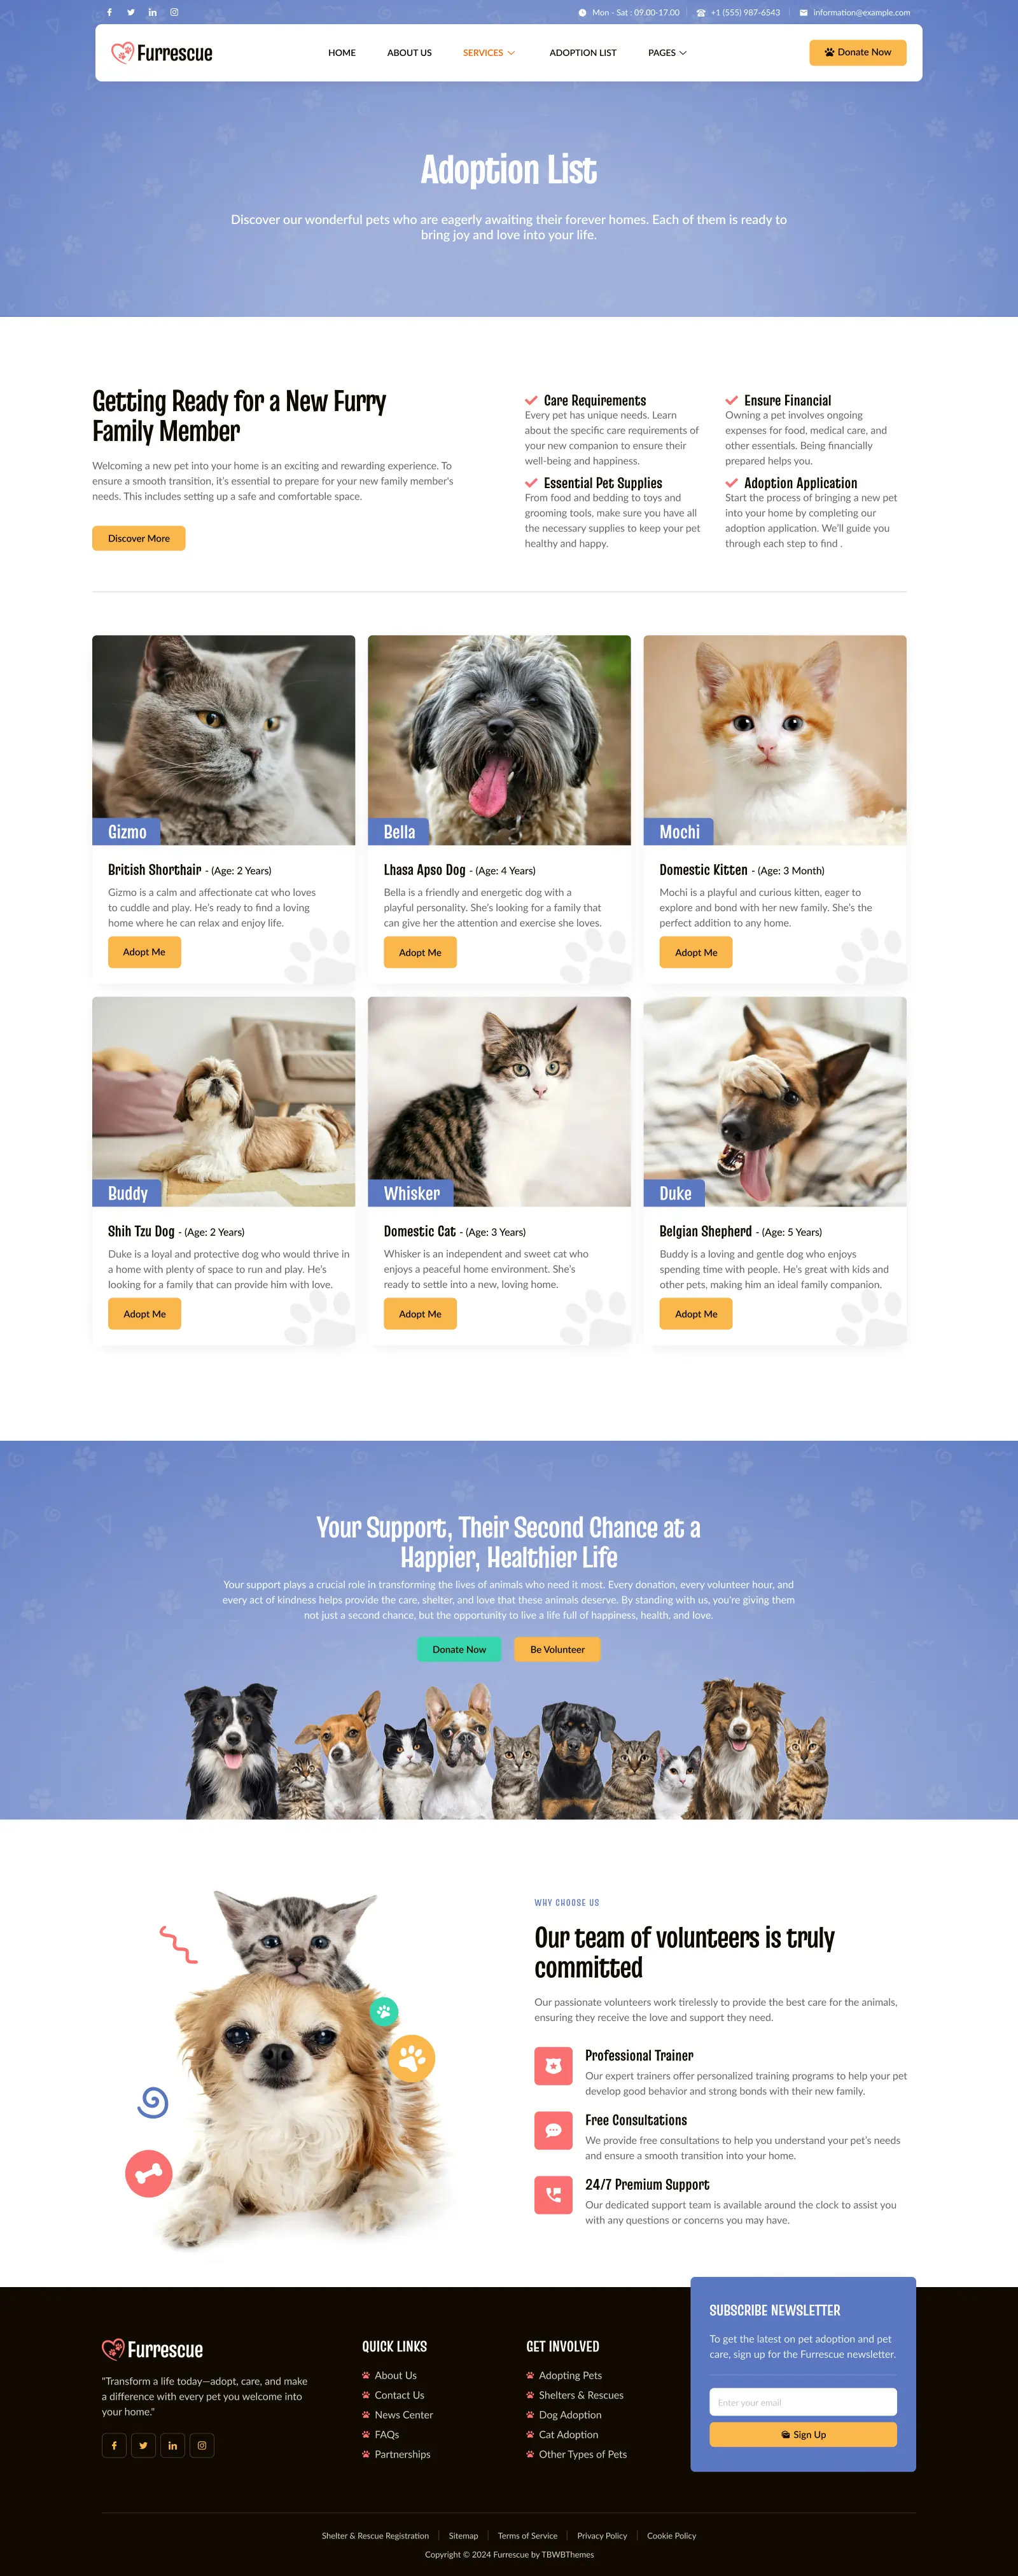 Mon - Sat : 09.00-17.00
+1 (555) 987-6543
information@example.com
Furrescue
HOME
ABOUT US
SERVICES
ADOPTION LIST
PAGES
Donate Now
Adoption List
Discover our wonderful pets who are eagerly awaiting their forever homes. Each of them is ready to
bring joy and love into your life.
Getting Ready for a New Furry
Family Member
Welcoming a new pet into your home is an exciting and rewarding experience. To
ensure a smooth transition, it's essential to prepare for your new family member's
needs. This includes setting up a safe and comfortable space.
Discover More
Care Requirements
Every pet has unique needs. Learn
about the specific care requirements of
your new companion to ensure their
well-being and happiness.
Essential Pet Supplies
From food and bedding to toys and
grooming tools, make sure you have all
the necessary supplies to keep your pet
healthy and happy.
Ensure Financial
Owning a pet involves ongoing
expenses for food, medical care, and
other essentials. Being financially
prepared helps you.
Adoption Application
Start the process of bringing a new pet
into your home by completing our
adoption application. We'll guide you
through each step to find .
Gizmo
British Shorthair - (Age: 2 Years)
Gizmo is a calm and affectionate cat who loves
to cuddle and play. He's ready to find a loving
home where he can relax and enjoy life.
Adopt Me
Bella
Lhasa Apso Dog - (Age: 4 Years)
Bella is a friendly and energetic dog with a
playful personality. She's looking for a family that
can give her the attention and exercise she loves.
Adopt Me
Mochi
Domestic Kitten - (Age: 3 Month)
Mochi is a playful and curious kitten, eager to
explore and bond with her new family. She's the
perfect addition to any home.
Adopt Me
Buddy
Shih Tzu Dog - (Age: 2 Years)
Duke is a loyal and protective dog who would thrive in
a home with plenty of space to run and play. He's
looking for a family that can provide him with love.
Adopt Me
Whisker
Domestic Cat - (Age: 3 Years)
Whisker is an independent and sweet cat who
enjoys a peaceful home environment. She's
ready to settle into a new, loving home.
Adopt Me
Duke
Belgian Shepherd - (Age: 5 Years)
Buddy is a loving and gentle dog who enjoys
spending time with people. He's great with kids and
other pets, making him an ideal family companion.
Adopt Me
Your Support, Their Second Chance at a
Happier, Healthier Life
Your support plays a crucial role in transforming the lives of animals who need it most. Every donation, every volunteer hour, and
every act of kindness helps provide the care, shelter, and love that these animals deserve. By standing with us, you're giving them
not just a second chance, but the opportunity to live a life full of happiness, health, and love.
Donate Now
Be Volunteer
WHY CHOOSE US
Our team of volunteers is truly
committed
Our passionate volunteers work tirelessly to provide the best care for the animals,
ensuring they receive the love and support they need.
Professional Trainer
Our expert trainers offer personalized training programs to help your pet
develop good behavior and strong bonds with their new family.
Free Consultations
We provide free consultations to help you understand your pet's needs
and ensure a smooth transition into your home.
24/7 Premium Support
Our dedicated support team is available around the clock to assist you
with any questions or concerns you may have.
Furrescue
"Transform a life today—adopt, care, and make
a difference with every pet you welcome into
your home."
QUICK LINKS
About Us
Contact Us
News Center
FAQs
Partnerships
GET INVOLVED
Adopting Pets
Shelters & Rescues
Dog Adoption
Cat Adoption
Other Types of Pets
SUBSCRIBE NEWSLETTER
To get the latest on pet adoption and pet
care, sign up for the Furrescue newsletter.
Enter your email
Sign Up
Shelter & Rescue Registration
Sitemap
Terms of Service
Privacy Policy
Cookie Policy
Copyright © 2024 Furrescue by TBWBThemes